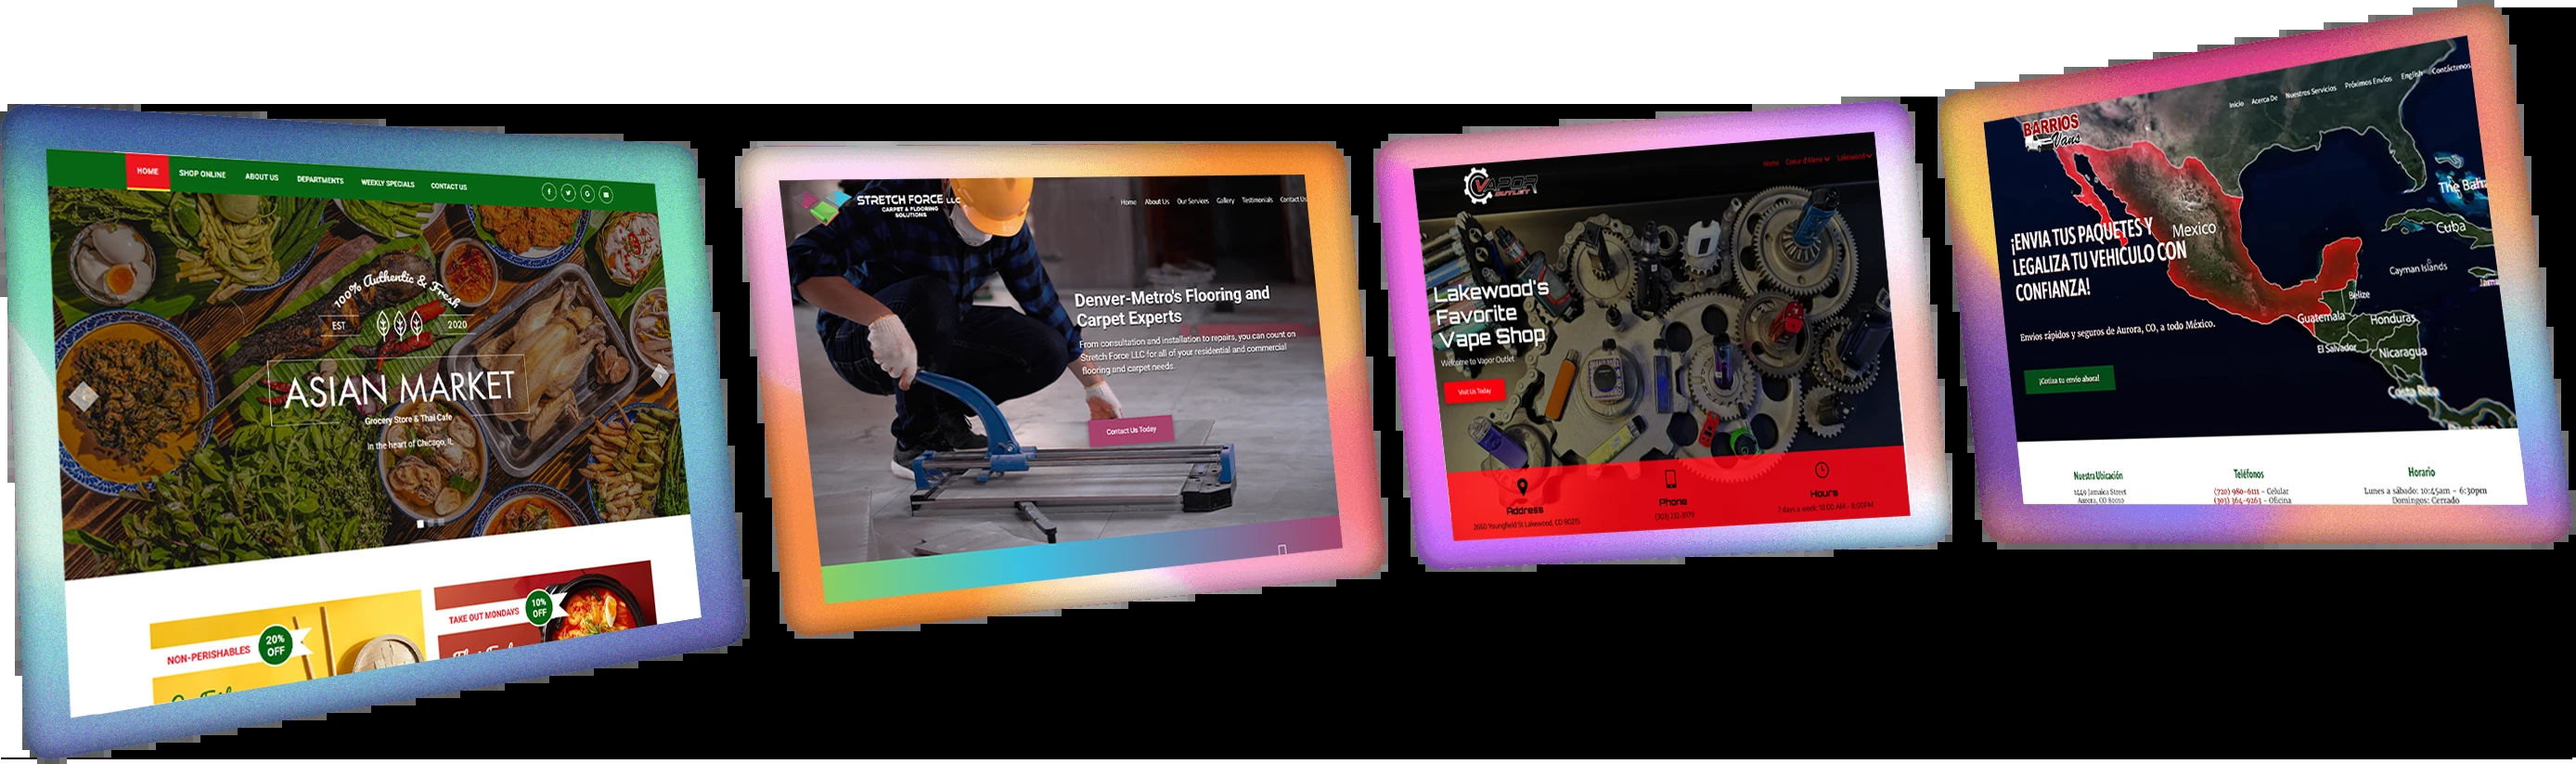 HOME
SHOP ONLINE
ABOUT US
DEPARTMENTS
WEEKLY SPECIALS
CONTACT US
100% Authentic & Fresh
EST
2020
ASIAN MARKET
Grocery Store & Thai Cafe
In the heart of Chicago, IL
NON-PERISHABLES
20%
OFF
TAKE OUT MONDAYS
10%
OFF
STRETCH FORCE LLC
CARPET & FLOORING
SOLUTIONS
Home
About Us
Our Services
Gallery
Testimonials
Contact Us
Denver-Metro's Flooring and
Carpet Experts
From consultation and installation to repairs, you can count on
Stretch Force LLC for all of your residential and commercial
flooring and carpet needs.
Contact Us Today
VAPOR
OUTLET
Home
Coeur d'Alene
Lakewood
Lakewood's
Favorite
Vape Shop
Welcome to Vapor Outlet
Visit Us Today
Address
2660 Youngfield St Lakewood, CO 80215
Phone
(303) 232-3979
Hours
7 days a week:
BARRIOS
Vans
Inicio
Acerca De
Nuestros Servicios
Próximos Envíos
English
Contáctenos
¡ENVIA TUS PAQUETES Y
LEGALIZA TU VEHICULO CON
CONFIANZA!
Envíos rápidos y seguros de Aurora, CO, a todo México.
¡Cotiza tu envío ahora!
Mexico
The Baha
Cuba
Cayman Islands
Belize
Guatemala
Honduras
El Salvador
Nicaragua
Costa Rica
Nuestra Ubicación
1449 Jamaica Street
Aurora, CO 80010
Teléfonos
(720) 980-6111 - Celular
(303) 364-9263 - Oficina
Horario
Lunes a sábado: 10:45am - 6:30pm
Domingos: Cerrado